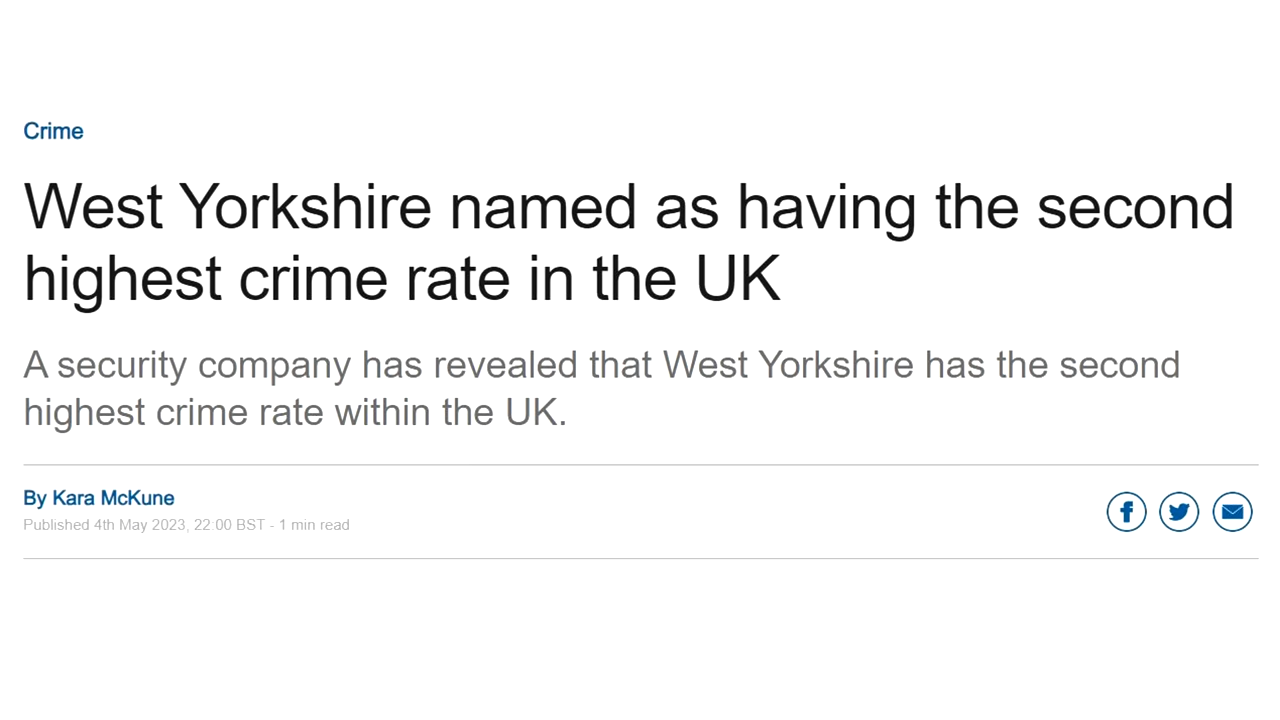 Crime
West Yorkshire named as having the second
highest crime rate in the UK
A security company has revealed that West Yorkshire has the second
highest crime rate within the UK.
By Kara McKune
Published 4th May 2023, 22:00 BST - 1 min read